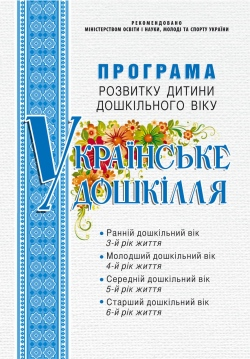 РЕКОМЕНДОВАНО
МІНІСТЕРСТВОМ ОСВІТИ І НАУКИ, МОЛОДІ ТА СПОРТУ УКРАЇНИ
ПРОГРАМА
РОЗВИТКУ ДИТИНИ
ДОШКІЛЬНОГО ВІКУ
УКРАЇНСЬКЕ
ДОШКІЛЛЯ
• Ранній дошкільний вік
3-й рік життя
• Молодший дошкільний вік
4-й рік життя
• Середній дошкільний вік
5-й рік життя
• Старший дошкільний вік
6-й рік життя